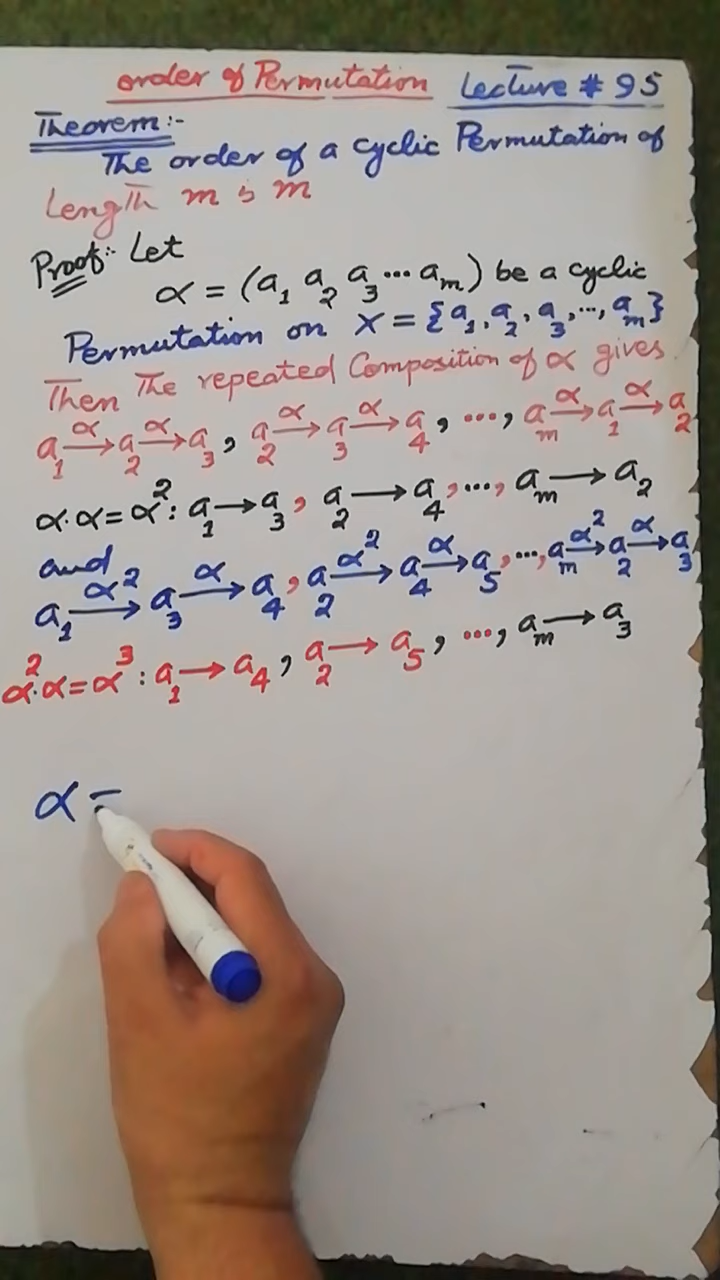 order of Permutation Lecture # 95
Theorem:-
The order of a cyclic Permutation of
Length m is m
Proof:- Let
α = (a₁ a₂ a₃ ... aₘ) be a cyclic
Permutation on X = {a₁, a₂, a₃, ..., aₘ}
Then The repeated Composition of α gives
a₁ —α→ a₂ —α→ a₃, a₂ —α→ a₃ —α→ a₄, ..., aₘ —α→ a₁ —α→ a₂
α·α = α² : a₁ → a₃, a₂ → a₄, ..., aₘ → a₂
and
a₁ —α²→ a₃ —α→ a₄, a₂ —α²→ a₄ —α→ a₅, ..., aₘ —α²→ a₂ —α→ a₃
α²·α = α³ : a₁ → a₄, a₂ → a₅, ..., aₘ → a₃
α =